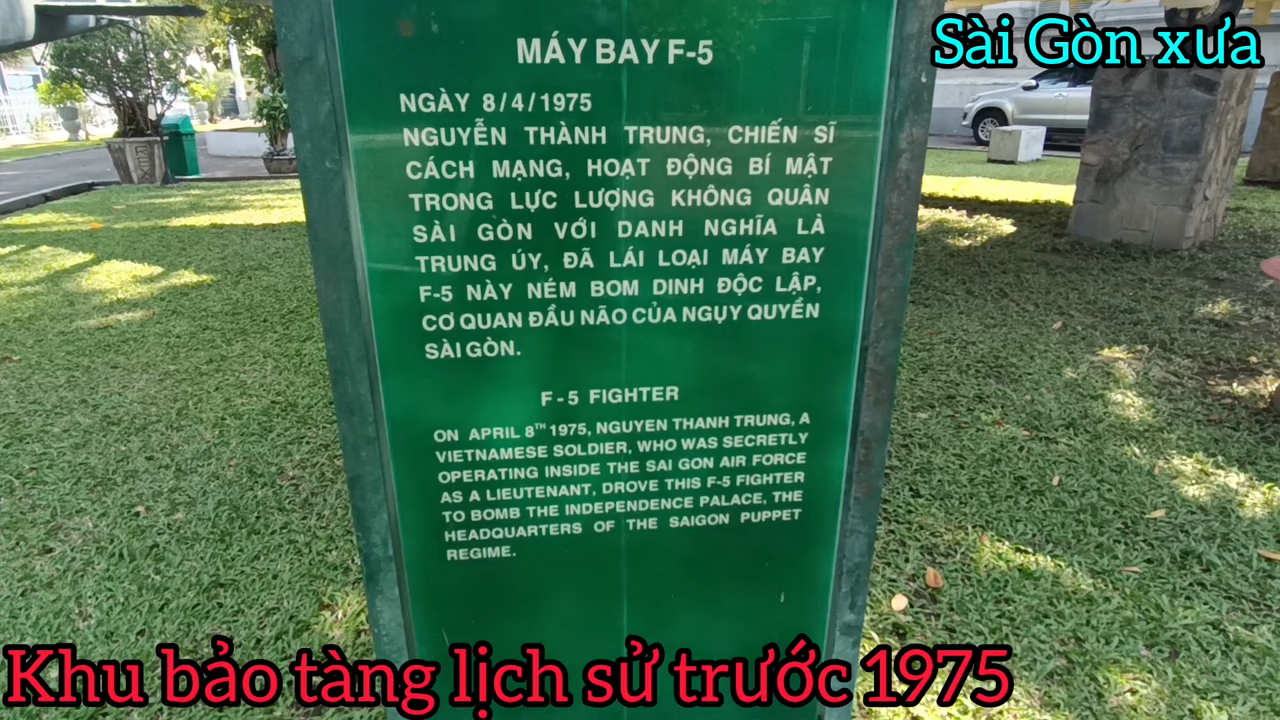 Sài Gòn xưa
MÁY BAY F-5
NGÀY 8/4/1975
NGUYỄN THÀNH TRUNG, CHIẾN SĨ
CÁCH MẠNG, HOẠT ĐỘNG BÍ MẬT
TRONG LỰC LƯỢNG KHÔNG QUÂN
SÀI GÒN VỚI DANH NGHĨA LÀ
TRUNG ÚY, ĐÃ LÁI LOẠI MÁY BAY
F-5 NÀY NÉM BOM DINH ĐỘC LẬP,
CƠ QUAN ĐẦU NÃO CỦA NGỤY QUYỀN
SÀI GÒN.
F-5 FIGHTER
ON APRIL 8TH 1975, NGUYEN THANH TRUNG, A
VIETNAMESE SOLDIER, WHO WAS SECRETLY
OPERATING INSIDE THE SAI GON AIR FORCE
AS A LIEUTENANT, DROVE THIS F-5 FIGHTER
TO BOMB THE INDEPENDENCE PALACE, THE
HEADQUARTERS OF THE SAIGON PUPPET
REGIME.
Khu bảo tàng lịch sử trước 1975